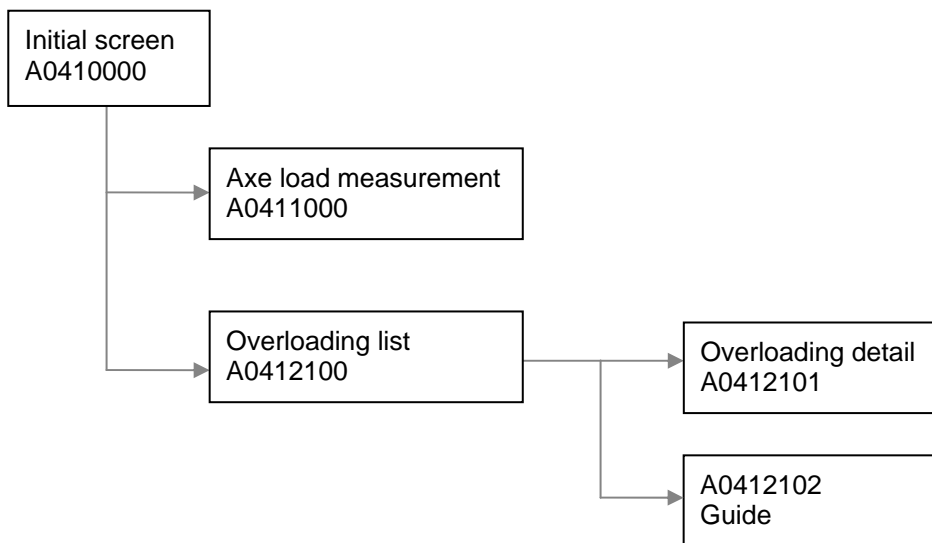 Initial screen
A0410000
Axe load measurement
A0411000
Overloading list
A0412100
Overloading detail
A0412101
A0412102
Guide